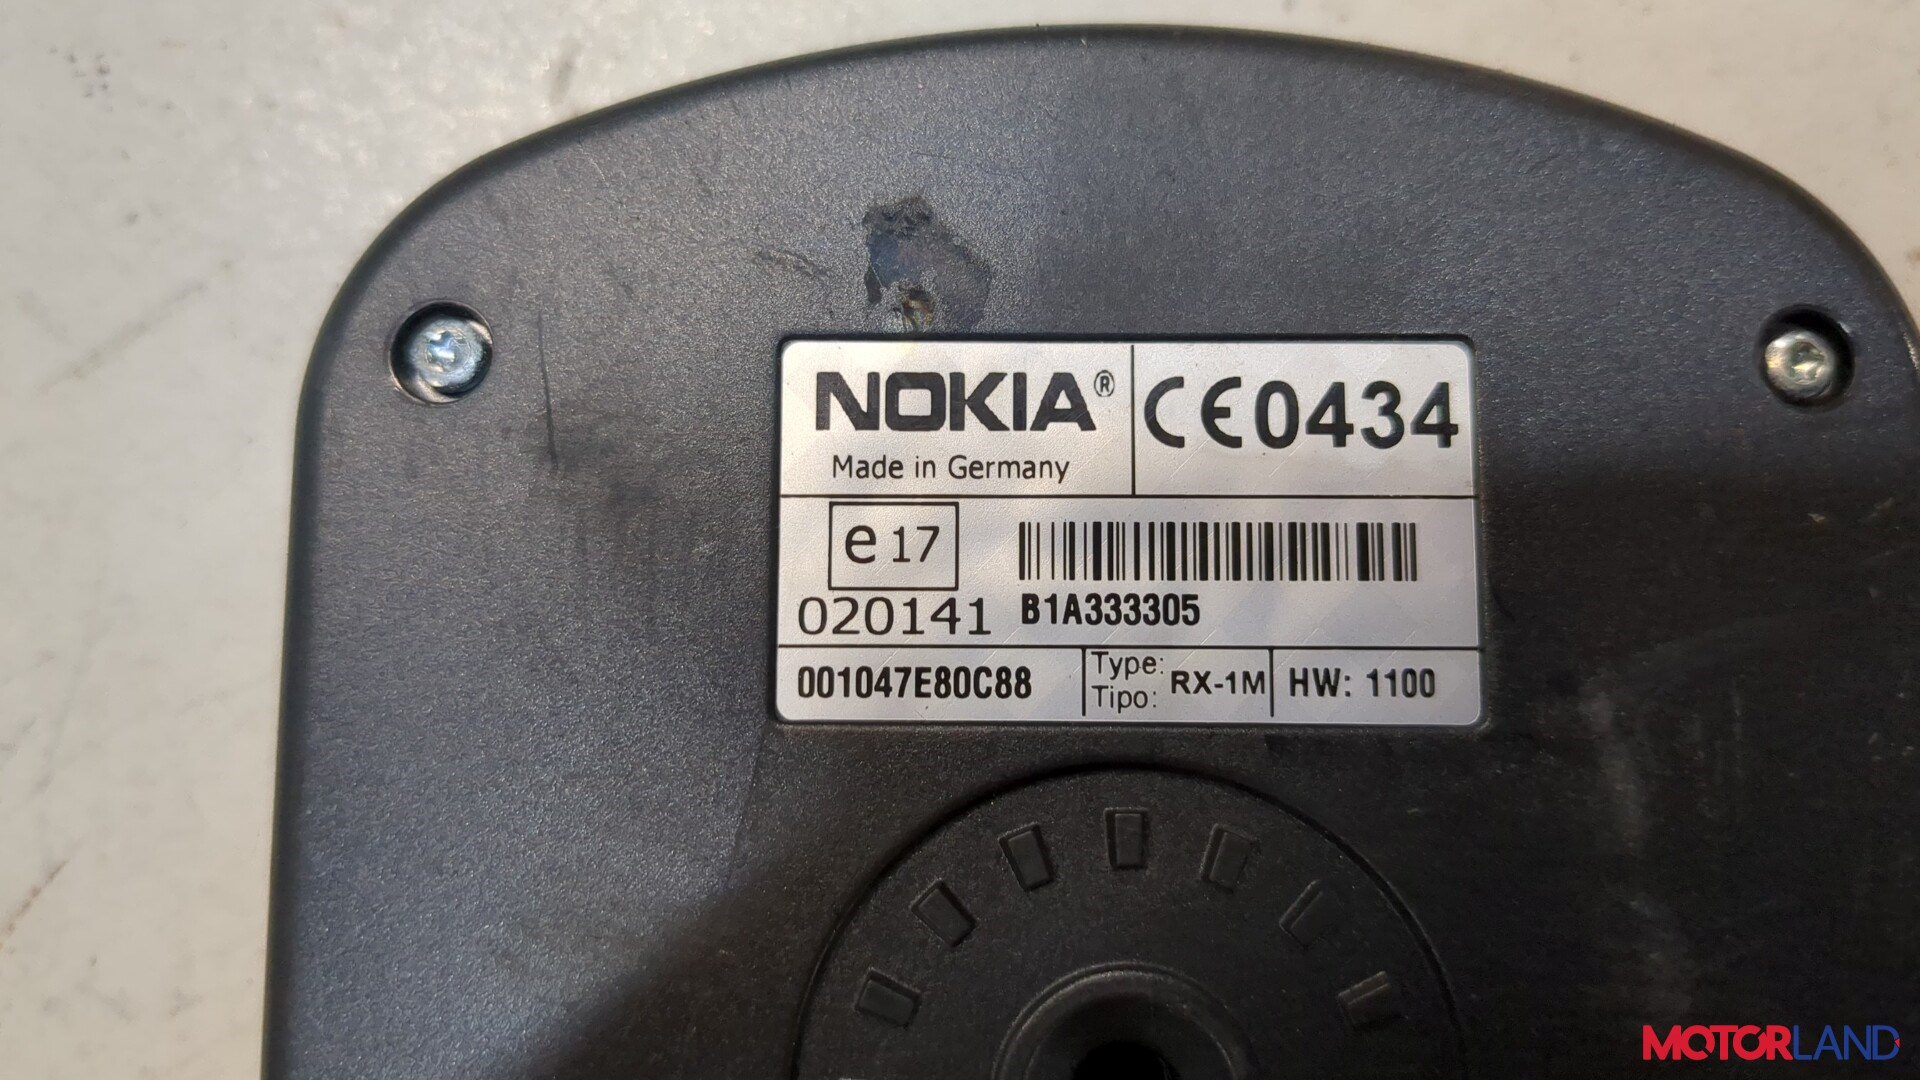 NOKIA®
Made in Germany
CE0434
e17
020141
B1A333305
001047E80C88
Type:
Tipo:
RX-1M
HW: 1100
MOTORLAND